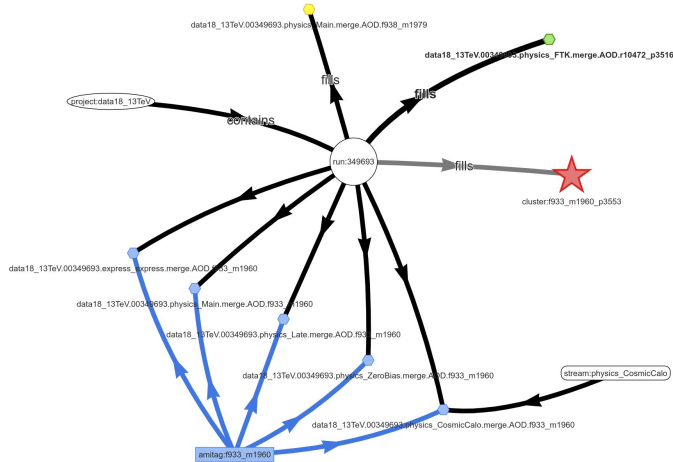 data18_13TeV.00349693.physics_Main.merge.AOD.f938_m1979
data18_13TeV.00349693.physics_FTK.merge.AOD.r10472_p3516
fills
fills
project:data18_13TeV
contains
run:349693
fills
cluster:f933_m1960_p3553
data18_13TeV.00349693.express_express.merge.AOD.f933_m1960
data18_13TeV.00349693.physics_Main.merge.AOD.f933_m1960
data18_13TeV.00349693.physics_Late.merge.AOD.f933_m1960
data18_13TeV.00349693.physics_ZeroBias.merge.AOD.f933_m1960
stream:physics_CosmicCalo
data18_13TeV.00349693.physics_CosmicCalo.merge.AOD.f933_m1960
amitag:f933_m1960